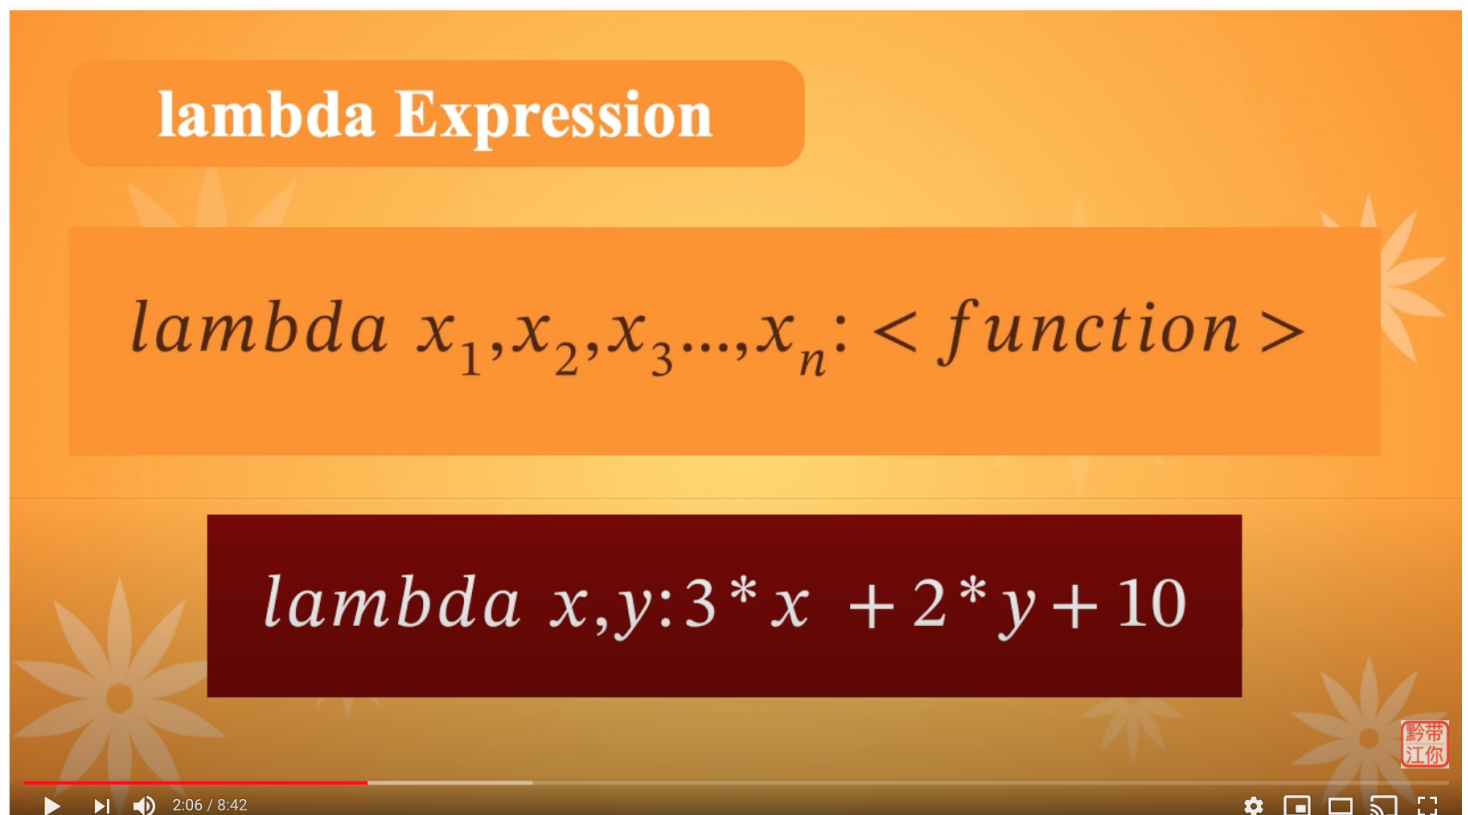 lambda Expression
lambda x₁,x₂,x₃...,xₙ:< function >
lambda x,y:3*x +2*y+10
黔带
江你
2:06 / 8:42